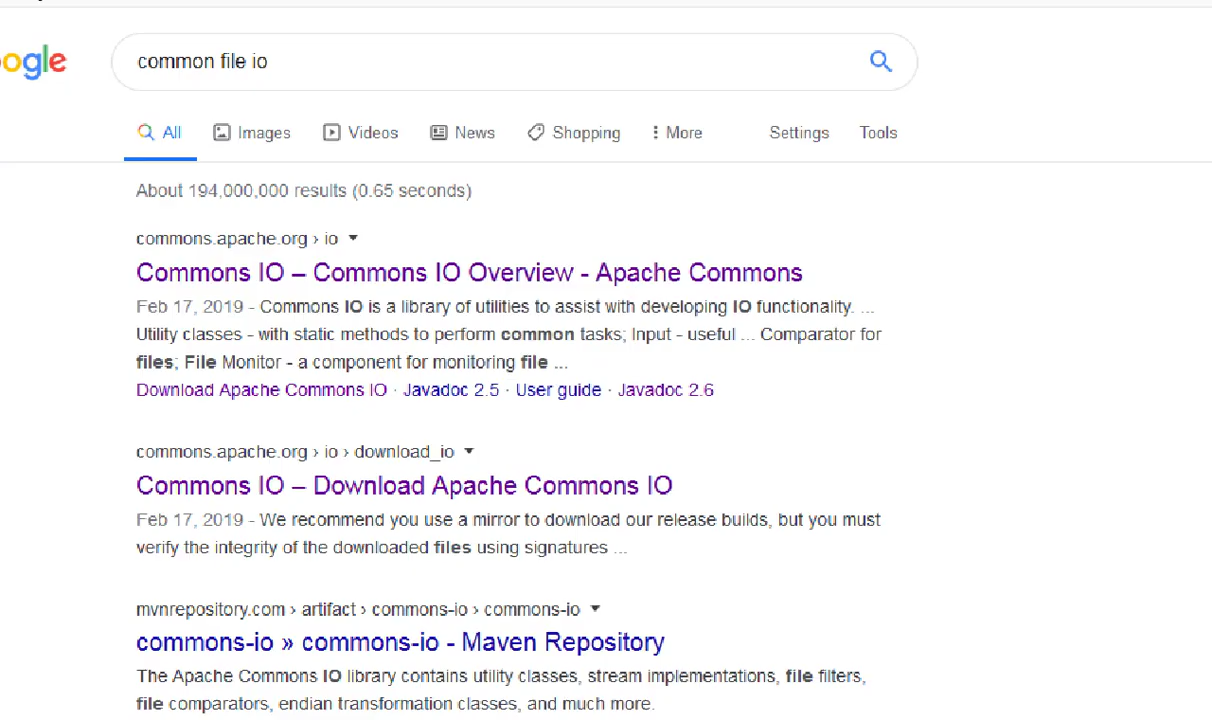 ogle
common file io
All Images Videos News Shopping More Settings Tools
About 194,000,000 results (0.65 seconds)
commons.apache.org › io
Commons IO – Commons IO Overview - Apache Commons
Feb 17, 2019 - Commons IO is a library of utilities to assist with developing IO functionality. ...
Utility classes - with static methods to perform common tasks; Input - useful ... Comparator for
files; File Monitor - a component for monitoring file ...
Download Apache Commons IO · Javadoc 2.5 · User guide · Javadoc 2.6
commons.apache.org › io › download_io
Commons IO – Download Apache Commons IO
Feb 17, 2019 - We recommend you use a mirror to download our release builds, but you must
verify the integrity of the downloaded files using signatures ...
mvnrepository.com › artifact › commons-io › commons-io
commons-io » commons-io - Maven Repository
The Apache Commons IO library contains utility classes, stream implementations, file filters,
file comparators, endian transformation classes, and much more.